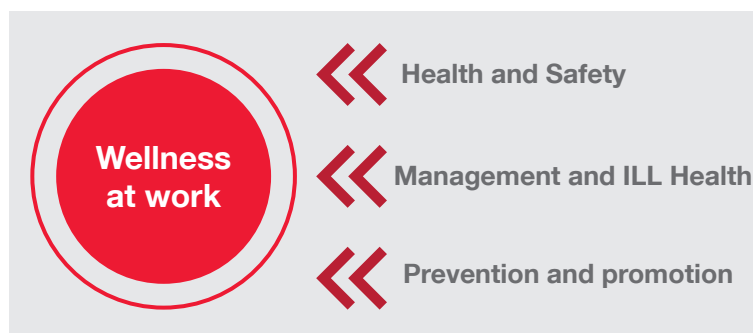 Wellness
at work
Health and Safety
Management and ILL Health
Prevention and promotion